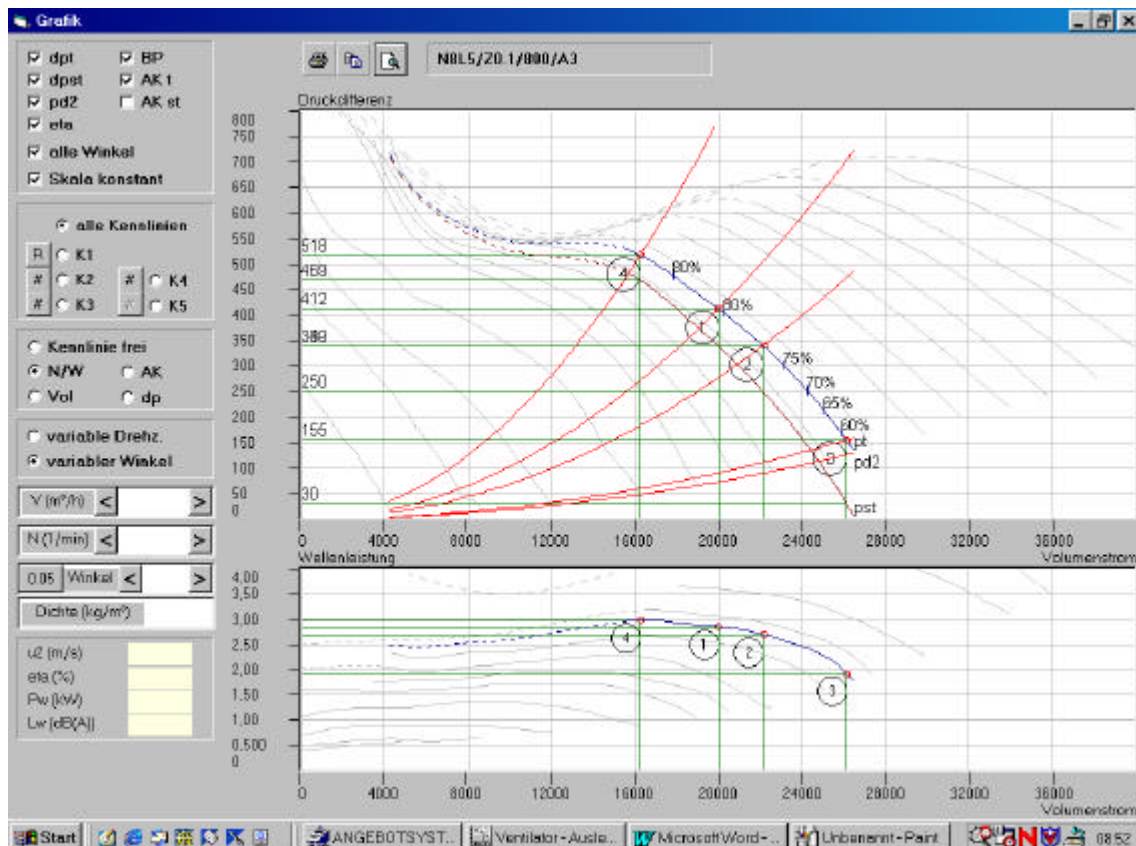 Grafik
dpt
BP
dpst
AK t
pd2
AK st
eta
alle Winkel
Skala konstant
alle Kennlinien
R
K1
#
K2
#
K4
#
K3
K5
Kennlinie frei
N/W
AK
Vol
dp
variable Drehz.
variabler Winkel
V (m³/h)
<
>
N (1/min)
<
>
0.05
Winkel
<
>
Dichte (kg/m³)
u2 (m/s)
eta (%)
Pw (kW)
Lw (dB(A))
N8L5/Z0.1/800/A3
Druckdifferenz
800
750
700
650
600
550
500
450
400
350
300
250
200
150
100
50
0
518
412
250
155
30
80%
80%
75%
70%
65%
60%
pt
pd2
pst
4
1
2
3
0
4000
8000
12000
16000
20000
24000
28000
32000
36000
Volumenstrom
Wellenleistung
4,00
3,50
3,00
2,50
2,00
1,50
1,00
0.500
0
4
1
2
3
0
4000
8000
12000
16000
20000
24000
28000
32000
36000
Volumenstrom
Start
ANGEBOTSYST...
Ventilator - Ausle...
Microsoft Word - ...
Unbenannt - Paint
N
08:52